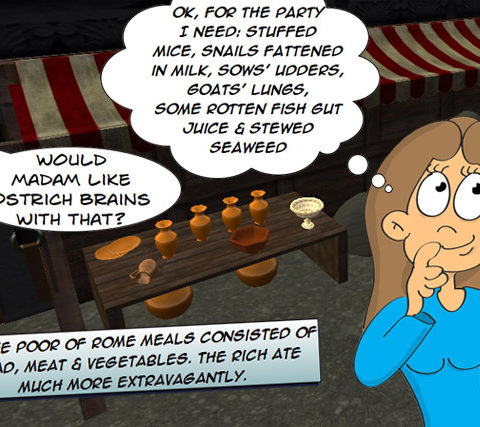 OK, FOR THE PARTY
I NEED: STUFFED
MICE, SNAILS FATTENED
IN MILK, SOWS' UDDERS,
GOATS' LUNGS,
SOME ROTTEN FISH GUT
JUICE & STEWED
SEAWEED
WOULD
MADAM LIKE
OSTRICH BRAINS
WITH THAT?
POOR OF ROME MEALS CONSISTED OF
MEAT & VEGETABLES. THE RICH ATE
MUCH MORE EXTRAVAGANTLY.